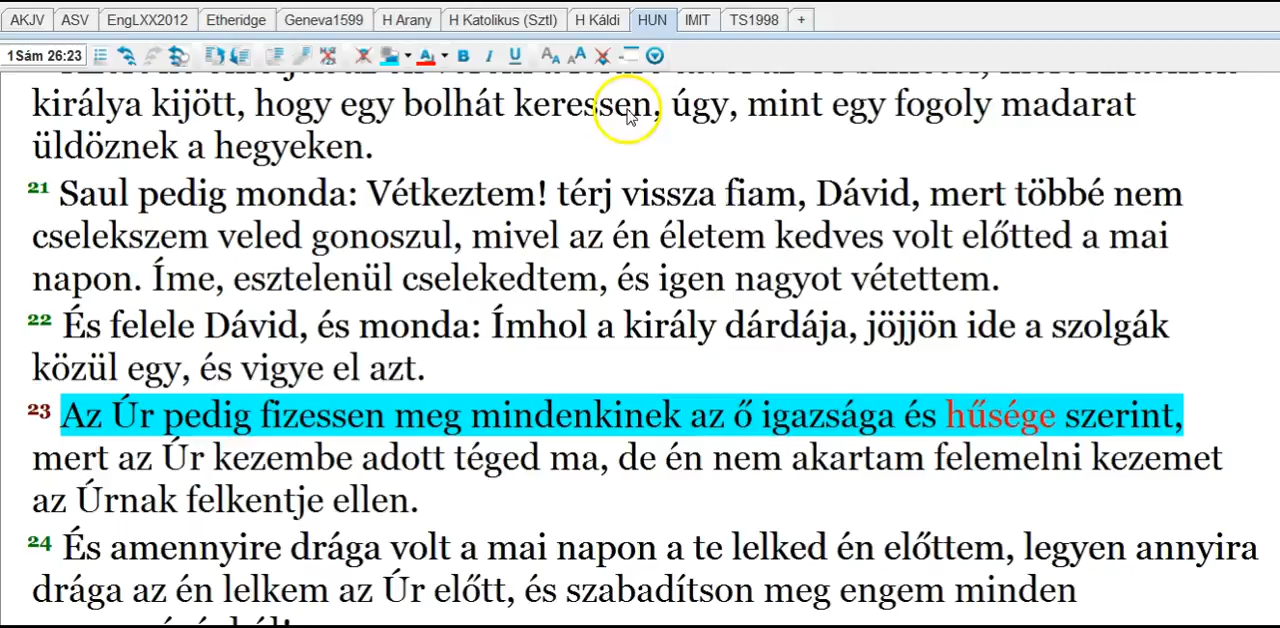 AKJV ASV EngLXX2012 Etheridge Geneva1599 H Arany H Katolikus (Sztl) H Káldi HUN IMIT TS1998 +
1Sám 26:23
királya kijött, hogy egy bolhát keressen, úgy, mint egy fogoly madarat
üldöznek a hegyeken.
21 Saul pedig monda: Vétkeztem! térj vissza fiam, Dávid, mert többé nem
cselekszem veled gonoszul, mivel az én életem kedves volt előtted a mai
napon. Íme, esztelenül cselekedtem, és igen nagyot vétettem.
22 És felele Dávid, és monda: Ímhol a király dárdája, jöjjön ide a szolgák
közül egy, és vigye el azt.
23 Az Úr pedig fizessen meg mindenkinek az ő igazsága és hűsége szerint,
mert az Úr kezembe adott téged ma, de én nem akartam felemelni kezemet
az Úrnak felkentje ellen.
24 És amennyire drága volt a mai napon a te lelked én előttem, legyen annyira
drága az én lelkem az Úr előtt, és szabadítson meg engem minden